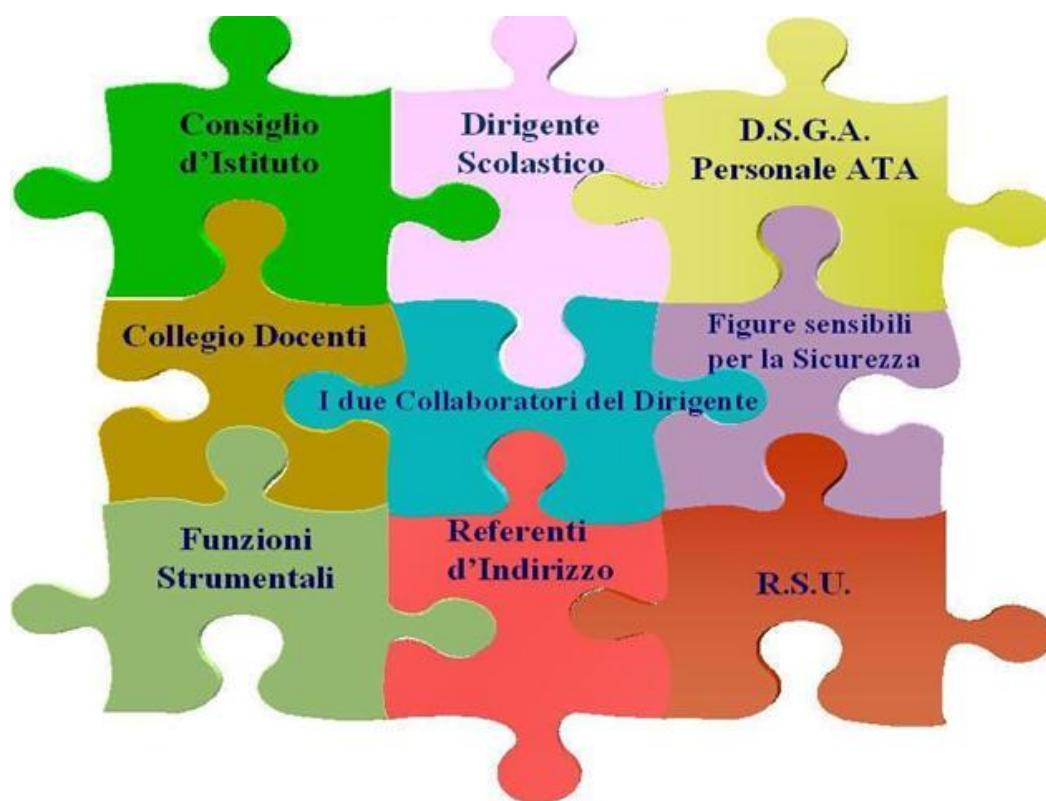 Consiglio
d'Istituto
Dirigente
Scolastico
D.S.G.A.
Personale ATA
Collegio Docenti
I due Collaboratori del Dirigente
Figure sensibili
per la Sicurezza
Funzioni
Strumentali
Referenti
d'Indirizzo
R.S.U.